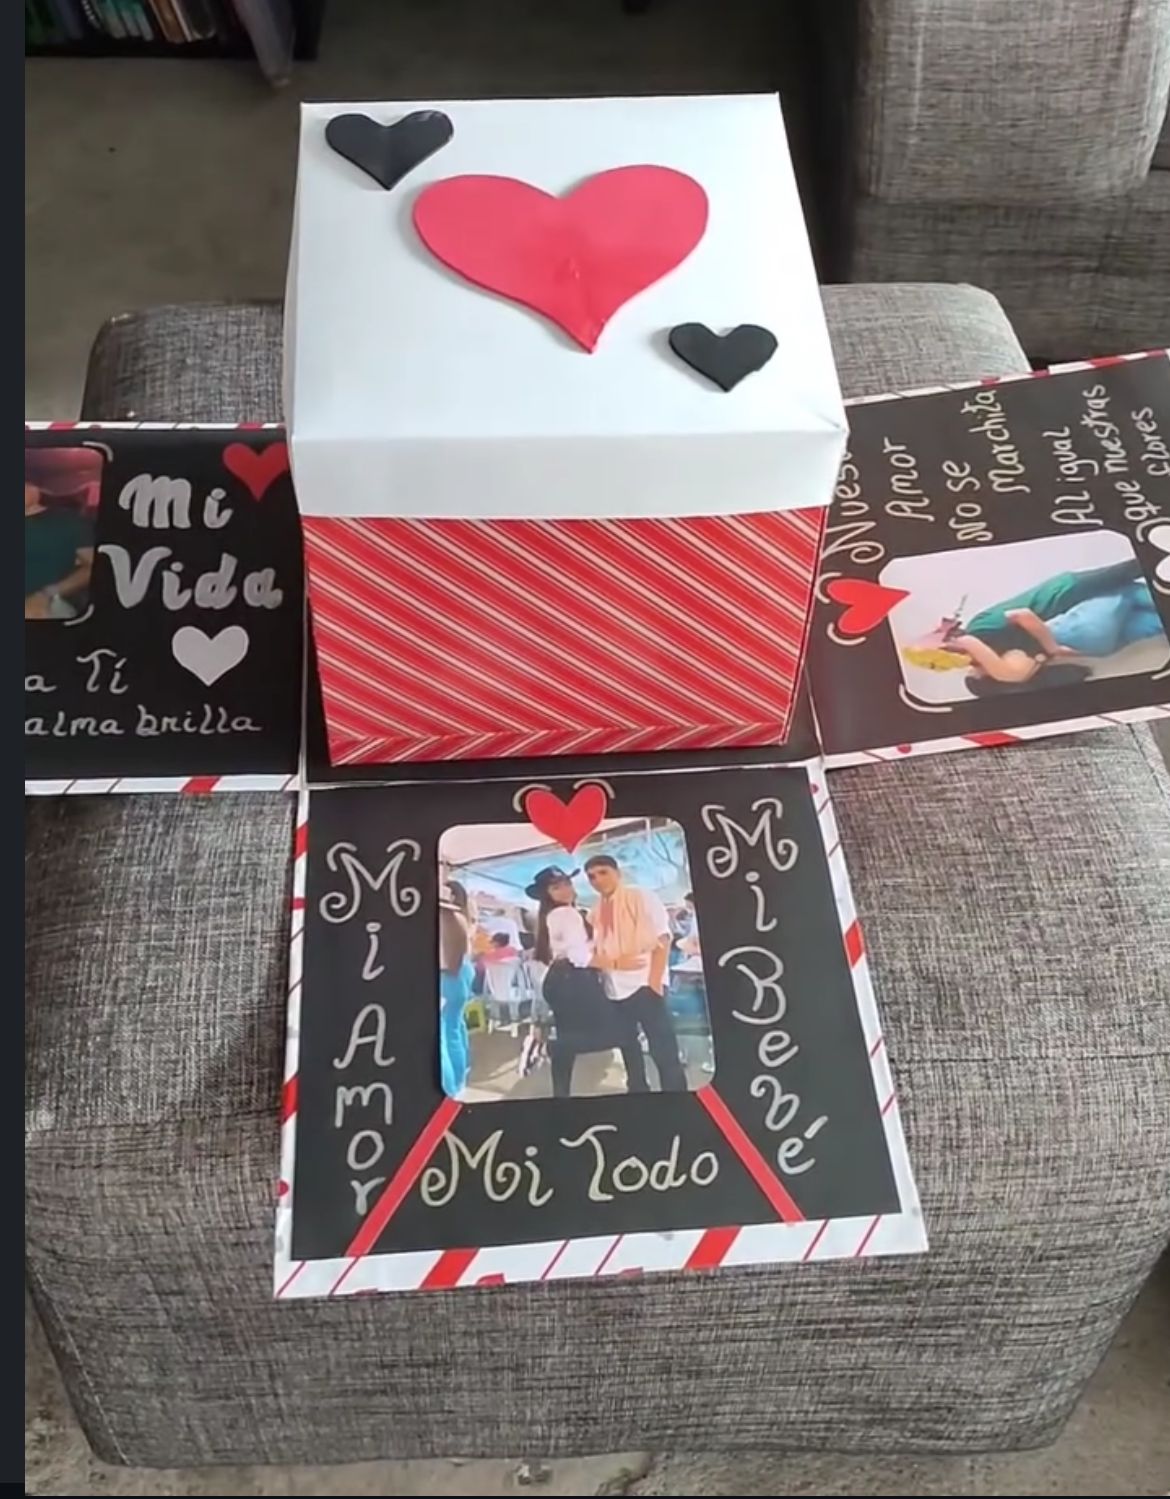 Mi
Vida
a Tí
alma brilla
Amor
No se
Marchita
Al igual
que nuestras
flores
Mi Amor
Mi Bebé
Mi Todo